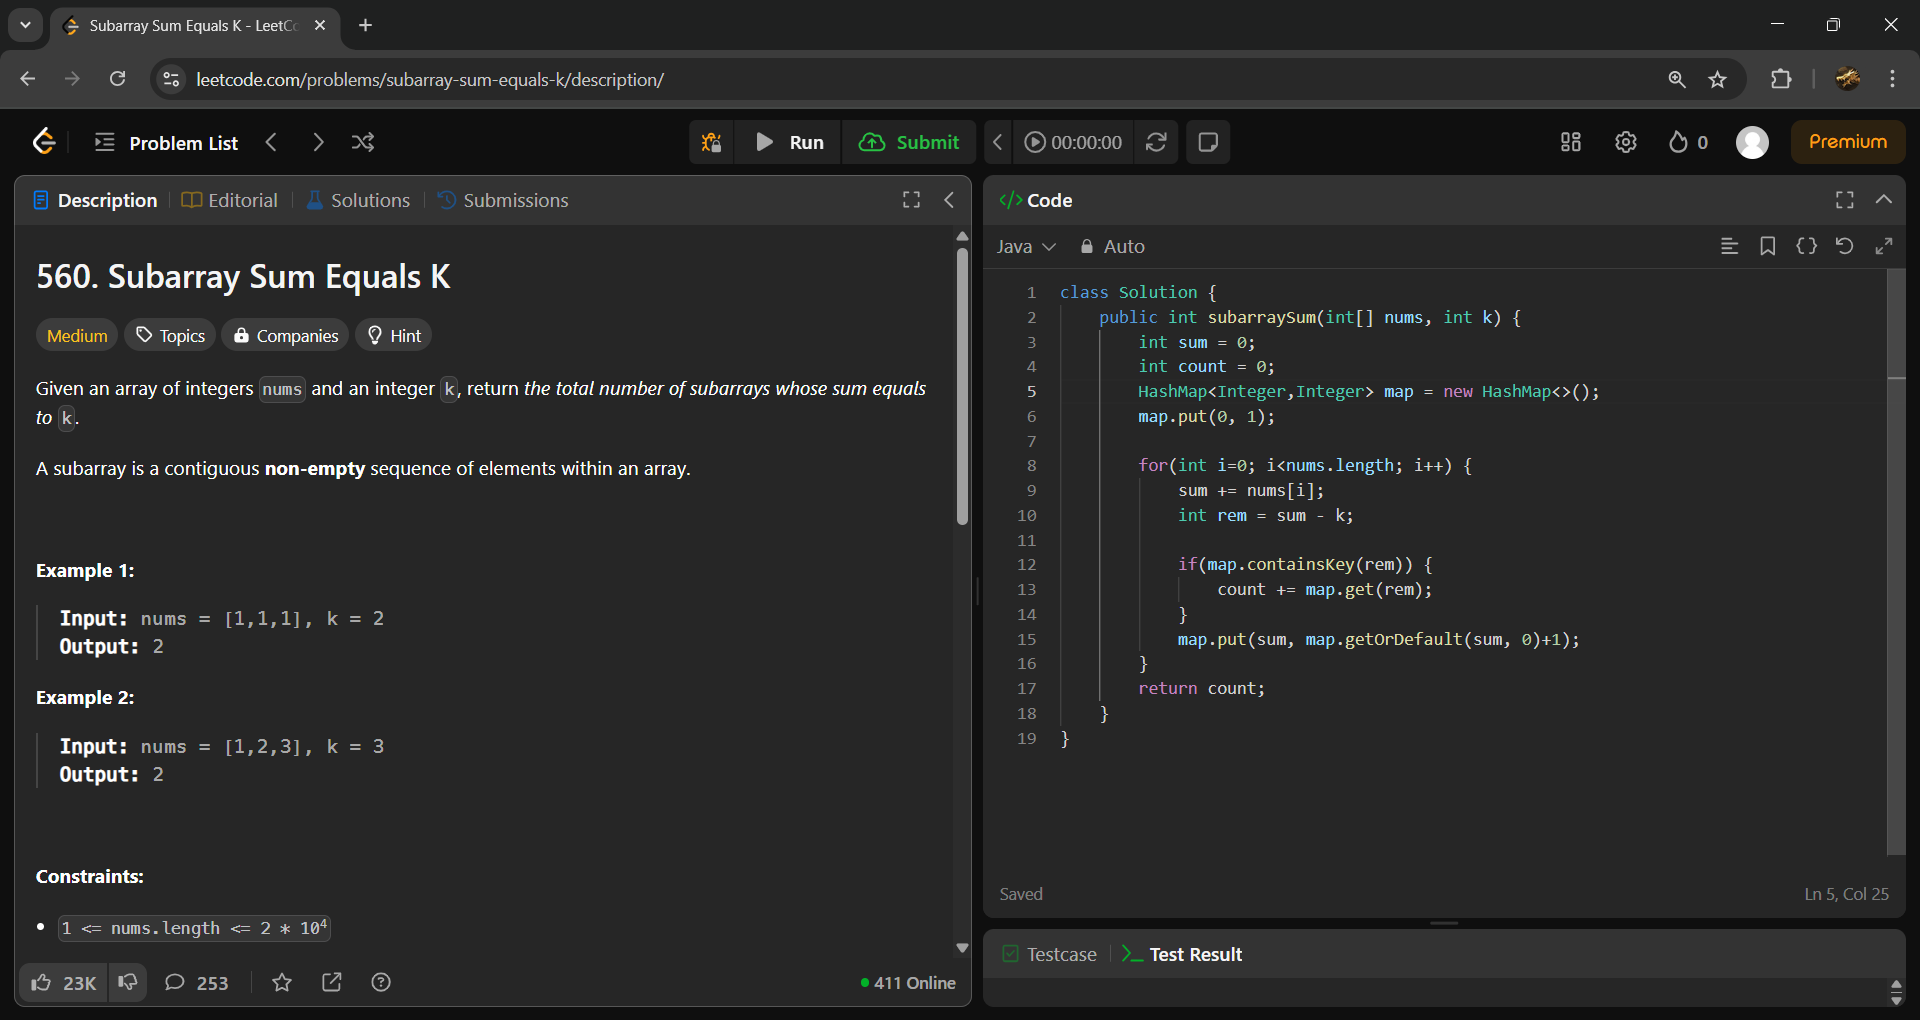 Subarray Sum Equals K - LeetCo
leetcode.com/problems/subarray-sum-equals-k/description/
Problem List
Run
Submit
00:00:00
0
Premium
Description
Editorial
Solutions
Submissions
560. Subarray Sum Equals K
Medium
Topics
Companies
Hint
Given an array of integers nums and an integer k, return the total number of subarrays whose sum equals
to k.
A subarray is a contiguous non-empty sequence of elements within an array.
Example 1:
Input: nums = [1,1,1], k = 2
Output: 2
Example 2:
Input: nums = [1,2,3], k = 3
Output: 2
Constraints:
• 1 <= nums.length <= 2 * 10⁴
23K
253
411 Online
</> Code
Java
Auto
1 class Solution {
2 public int subarraySum(int[] nums, int k) {
3 int sum = 0;
4 int count = 0;
5 HashMap<Integer,Integer> map = new HashMap<>();
6 map.put(0, 1);
7
8 for(int i=0; i<nums.length; i++) {
9 sum += nums[i];
10 int rem = sum - k;
11
12 if(map.containsKey(rem)) {
13 count += map.get(rem);
14 }
15 map.put(sum, map.getOrDefault(sum, 0)+1);
16 }
17 return count;
18 }
19 }
Saved
Ln 5, Col 25
Testcase
Test Result